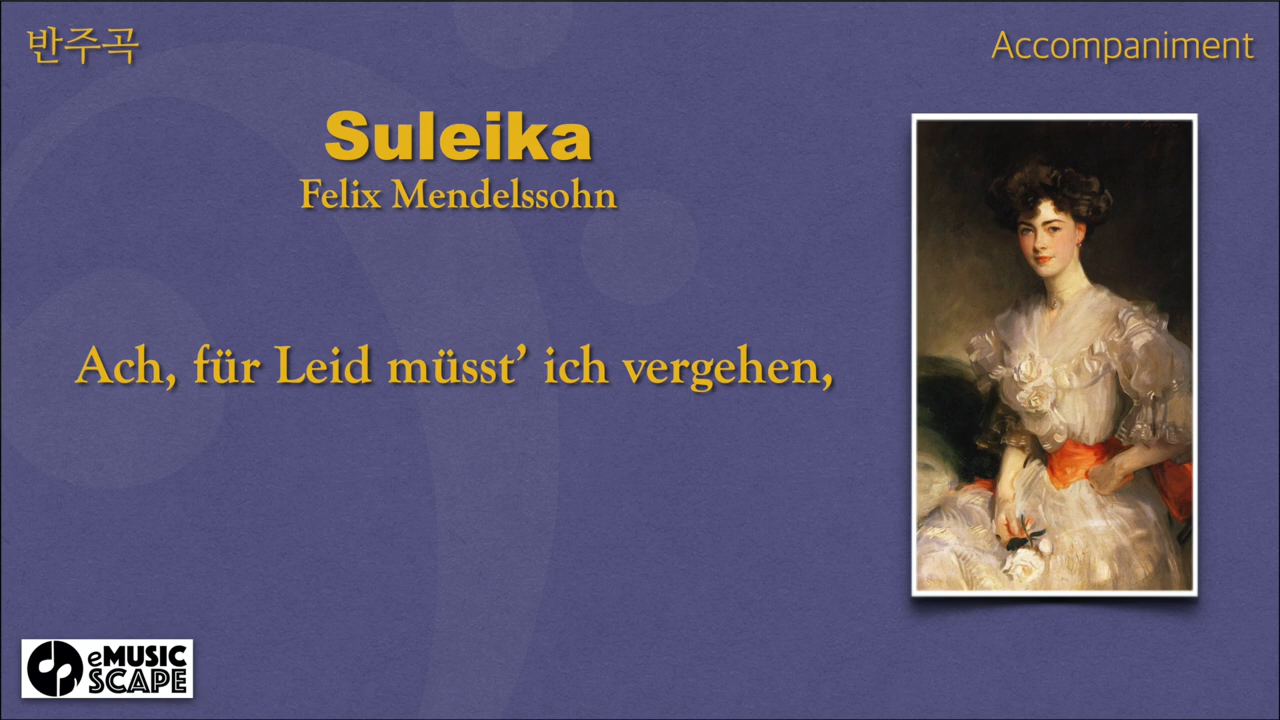 반주곡
Accompaniment
Suleika
Felix Mendelssohn
Ach, für Leid müsst’ ich vergehen,
eMUSIC
SCAPE